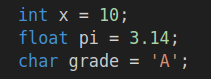 int x = 10;
float pi = 3.14;
char grade = 'A';